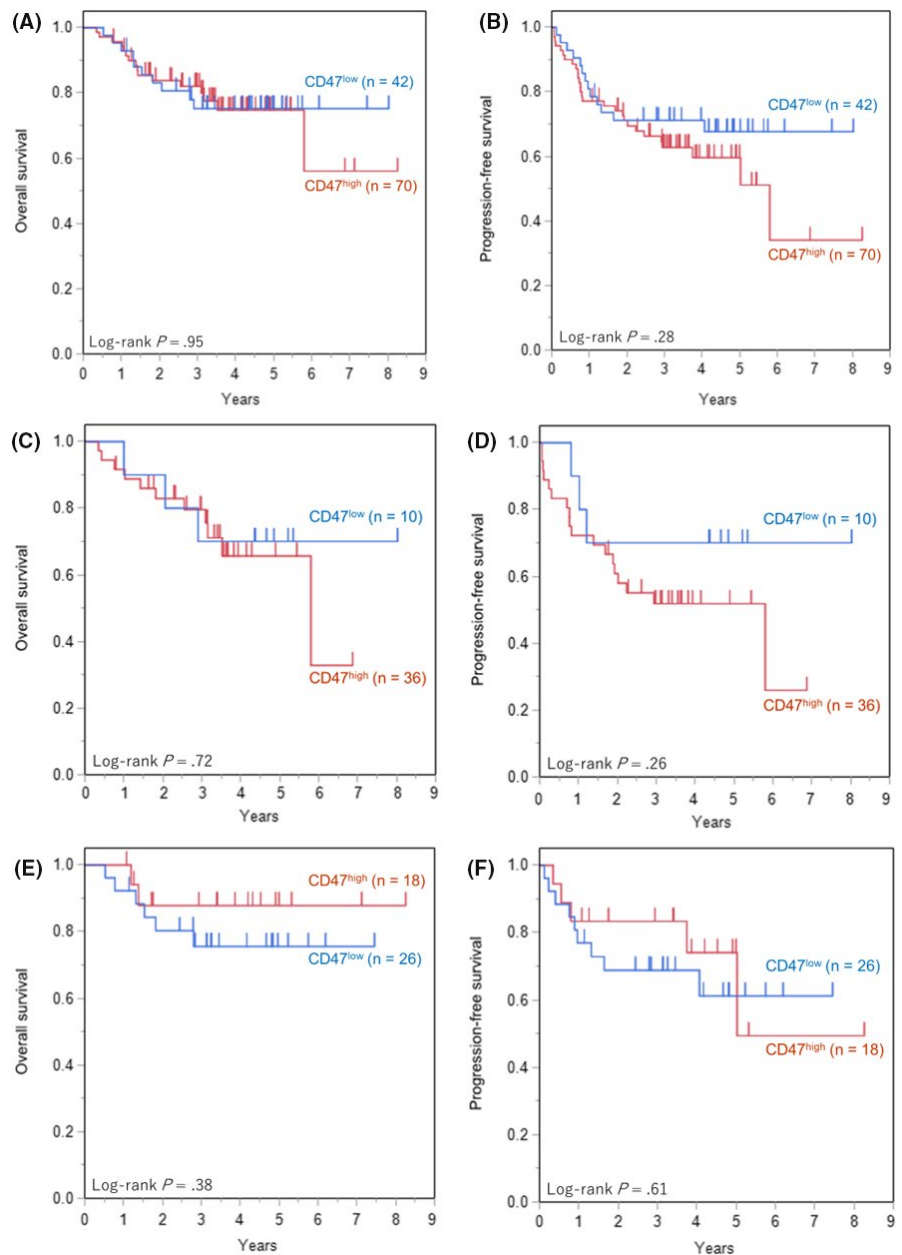 (A)
Overall survival
1.0
0.8
0.6
0.4
0.2
0.0
CD47low (n = 42)
CD47high (n = 70)
Log-rank P = .95
0 1 2 3 4 5 6 7 8 9
Years
(B)
Progression-free survival
1.0
0.8
0.6
0.4
0.2
0.0
CD47low (n = 42)
CD47high (n = 70)
Log-rank P = .28
0 1 2 3 4 5 6 7 8 9
Years
(C)
Overall survival
1.0
0.8
0.6
0.4
0.2
0.0
CD47low (n = 10)
CD47high (n = 36)
Log-rank P = .72
0 1 2 3 4 5 6 7 8 9
Years
(D)
Progression-free survival
1.0
0.8
0.6
0.4
0.2
0.0
CD47low (n = 10)
CD47high (n = 36)
Log-rank P = .26
0 1 2 3 4 5 6 7 8 9
Years
(E)
Overall survival
1.0
0.8
0.6
0.4
0.2
0.0
CD47high (n = 18)
CD47low (n = 26)
Log-rank P = .38
0 1 2 3 4 5 6 7 8 9
Years
(F)
Progression-free survival
1.0
0.8
0.6
0.4
0.2
0.0
CD47low (n = 26)
CD47high (n = 18)
Log-rank P = .61
0 1 2 3 4 5 6 7 8 9
Years